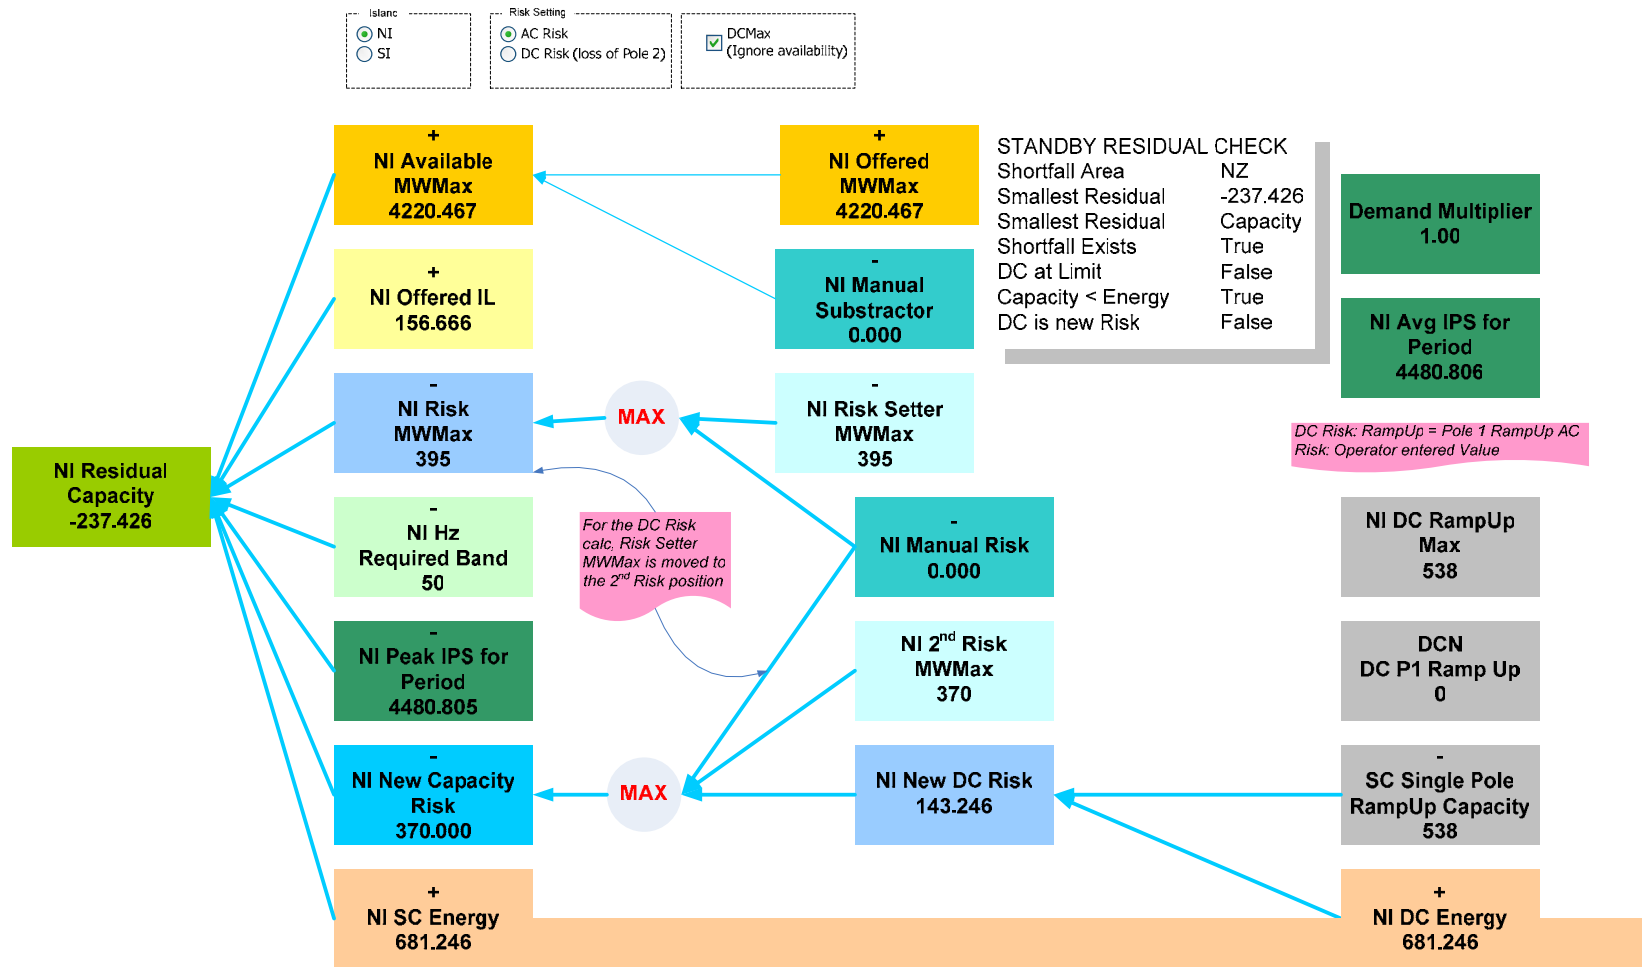 Islanc
NI
SI
Risk Setting
AC Risk
DC Risk (loss of Pole 2)
DCMax
(Ignore availability)
+
NI Available
MWMax
4220.467
+
NI Offered
MWMax
4220.467
STANDBY RESIDUAL CHECK
Shortfall Area NZ
Smallest Residual -237.426
Smallest Residual Capacity
Shortfall Exists True
DC at Limit False
Capacity < Energy True
DC is new Risk False
Demand Multiplier
1.00
+
NI Offered IL
156.666
-
NI Manual
Substractor
0.000
NI Avg IPS for
Period
4480.806
-
NI Risk
MWMax
395
MAX
-
NI Risk Setter
MWMax
395
DC Risk: RampUp = Pole 1 RampUp AC
Risk: Operator entered Value
NI Residual
Capacity
-237.426
-
NI Hz
Required Band
50
For the DC Risk
calc, Risk Setter
MWMax is moved to
the 2nd Risk position
-
NI Manual Risk
0.000
NI DC RampUp
Max
538
-
NI Peak IPS for
Period
4480.805
NI 2nd Risk
MWMax
370
DCN
DC P1 Ramp Up
0
-
NI New Capacity
Risk
370.000
MAX
NI New DC Risk
143.246
-
SC Single Pole
RampUp Capacity
538
+
NI SC Energy
681.246
+
NI DC Energy
681.246